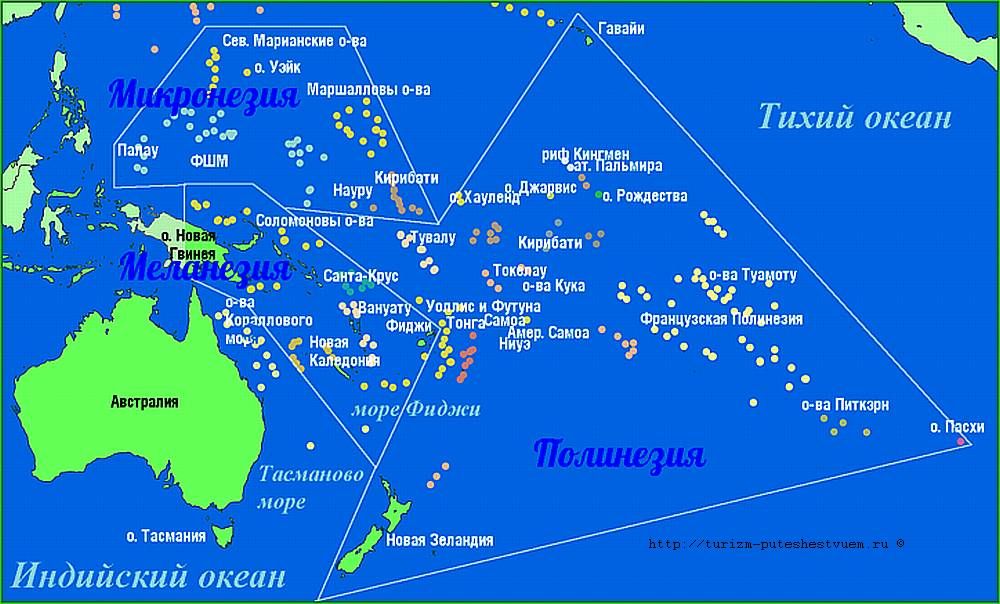 Гавайи
Сев. Марианские о-ва
о. Уэйк
Микронезия
Маршалловы о-ва
Тихий океан
Палау
ФШМ
риф Кингмен
ат. Пальмира
Кирибати
Науру
о. Хауленд
о. Джарвис
о. Рождества
Соломоновы о-ва
о. Новая
Гвинея
Тувалу
Кирибати
Меланезия
Санта-Крус
Токелау
о-ва Кука
о-ва Туамоту
о-ва
Кораллового
моря
Вануату
Уоллис и Футуна
Фиджи
Тонга
Самоа
Амер. Самоа
Ниуэ
Французская Полинезия
Новая
Каледония
Австралия
море Фиджи
о-ва Питкэрн
о. Пасхи
Полинезия
Тасманово
море
о. Тасмания
Новая Зеландия
http://turizm-puteshestvuem.ru ©
Индийский океан